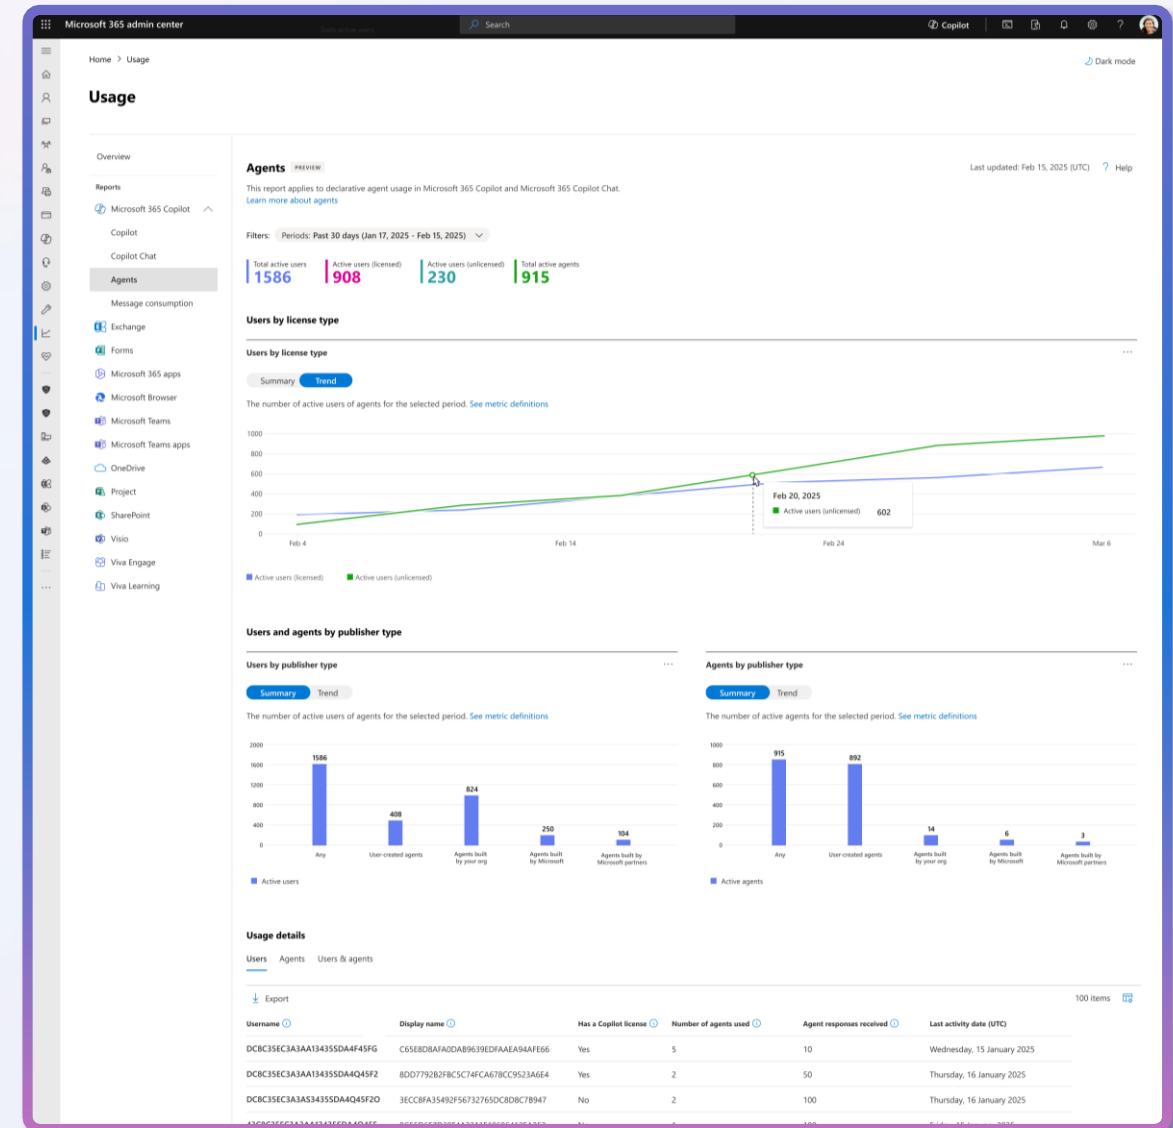 Microsoft 365 admin center
Search
Copilot
?
Home > Usage
Dark mode
Usage
Overview
Reports
Microsoft 365 Copilot
Copilot
Copilot Chat
Agents
Message consumption
Exchange
Forms
Microsoft 365 apps
Microsoft Browser
Microsoft Teams
Microsoft Teams apps
OneDrive
Project
SharePoint
Visio
Viva Engage
Viva Learning
Agents PREVIEW
Last updated: Feb 15, 2025 (UTC) ? Help
This report applies to declarative agent usage in Microsoft 365 Copilot and Microsoft 365 Copilot Chat.
Learn more about agents
Filters: Periods: Past 30 days (Jan 17, 2025 - Feb 15, 2025)
Total active users Active users (licensed) Active users (unlicensed) Total active agents
1586 908 230 915
Users by license type
Users by license type
Summary Trend
The number of active users of agents for the selected period. See metric definitions
1000
800
600
400
200
0
Feb 20, 2025
Active users (unlicensed) 602
Feb 4 Feb 14 Feb 24 Mar 6
Active users (licensed) Active users (unlicensed)
Users and agents by publisher type
Users by publisher type
Summary Trend
The number of active users of agents for the selected period. See metric definitions
2000
1600
1200
800
400
0
1586
408
824
250
104
Any
User-created agents
Agents built
by your org
Agents built
by Microsoft
Agents built by
Microsoft partners
Active users
Agents by publisher type
Summary Trend
The number of active agents for the selected period. See metric definitions
1000
800
600
400
200
0
915
892
14
6
3
Any
User-created agents
Agents built
by your org
Agents built
by Microsoft
Agents built by
Microsoft partners
Active agents
Usage details
Users Agents Users & agents
Export
100 items
Username Display name Has a Copilot license Number of agents used Agent responses received Last activity date (UTC)
DCBC35EC3A3AA13435SDA4F45FG C65E8D8AFA0DAB9639EDFAAEA94AFE66 Yes 5 10 Wednesday, 15 January 2025
DCBC35EC3A3AA13435SDA4Q45F2 8DD7792B2FBC5C74FCA678CC9523A6E4 Yes 2 50 Thursday, 16 January 2025
DCBC35EC3A3AS3435SDA4Q45F2O 3ECC8FA35492F56732765DC8D8C7B947 No 2 100 Thursday, 16 January 2025